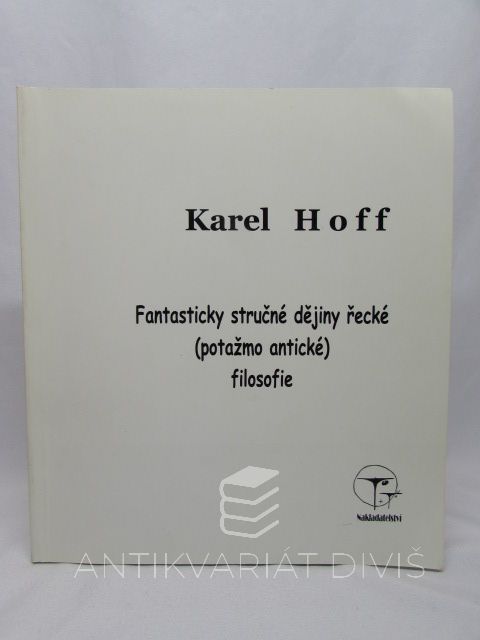 Karel Hoff
Fantasticky stručné dějiny řecké
(potažmo antické)
filosofie
Nakladatelství
ANTIKVARIÁT DIVIŠ